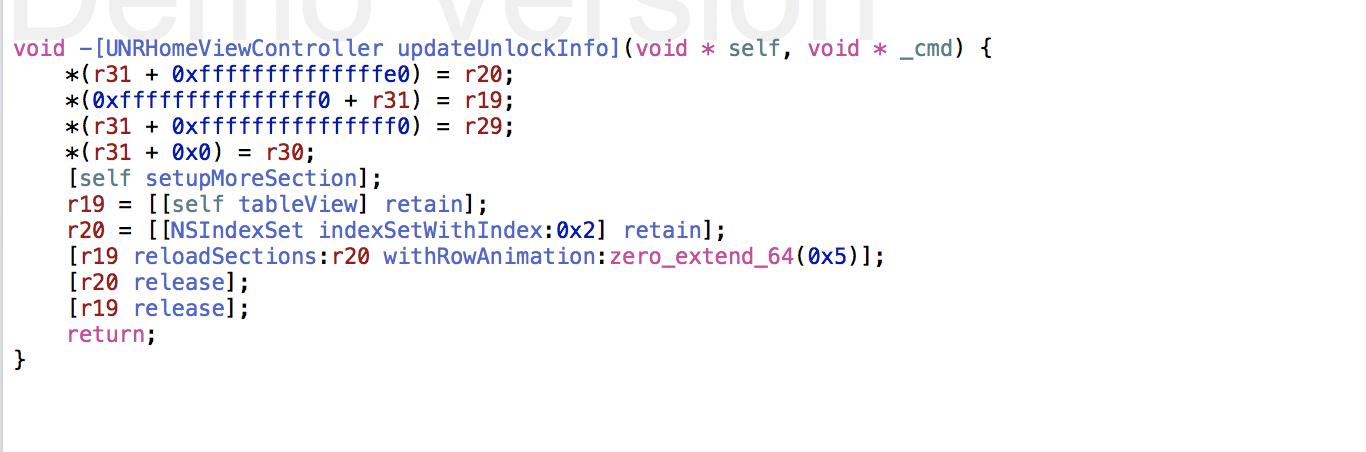 Demo Version
void -[UNRHomeViewController updateUnlockInfo](void * self, void * _cmd) {
    *(r31 + 0xffffffffffffffe0) = r20;
    *(0xfffffffffffffff0 + r31) = r19;
    *(r31 + 0xfffffffffffffff0) = r29;
    *(r31 + 0x0) = r30;
    [self setupMoreSection];
    r19 = [[self tableView] retain];
    r20 = [[NSIndexSet indexSetWithIndex:0x2] retain];
    [r19 reloadSections:r20 withRowAnimation:zero_extend_64(0x5)];
    [r20 release];
    [r19 release];
    return;
}